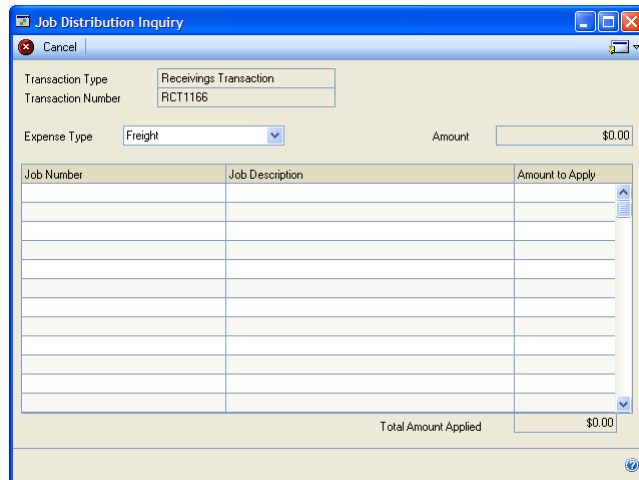 Job Distribution Inquiry
Cancel
Transaction Type Receivings Transaction
Transaction Number RCT1166
Expense Type Freight Amount $0.00
Job Number Job Description Amount to Apply
Total Amount Applied $0.00